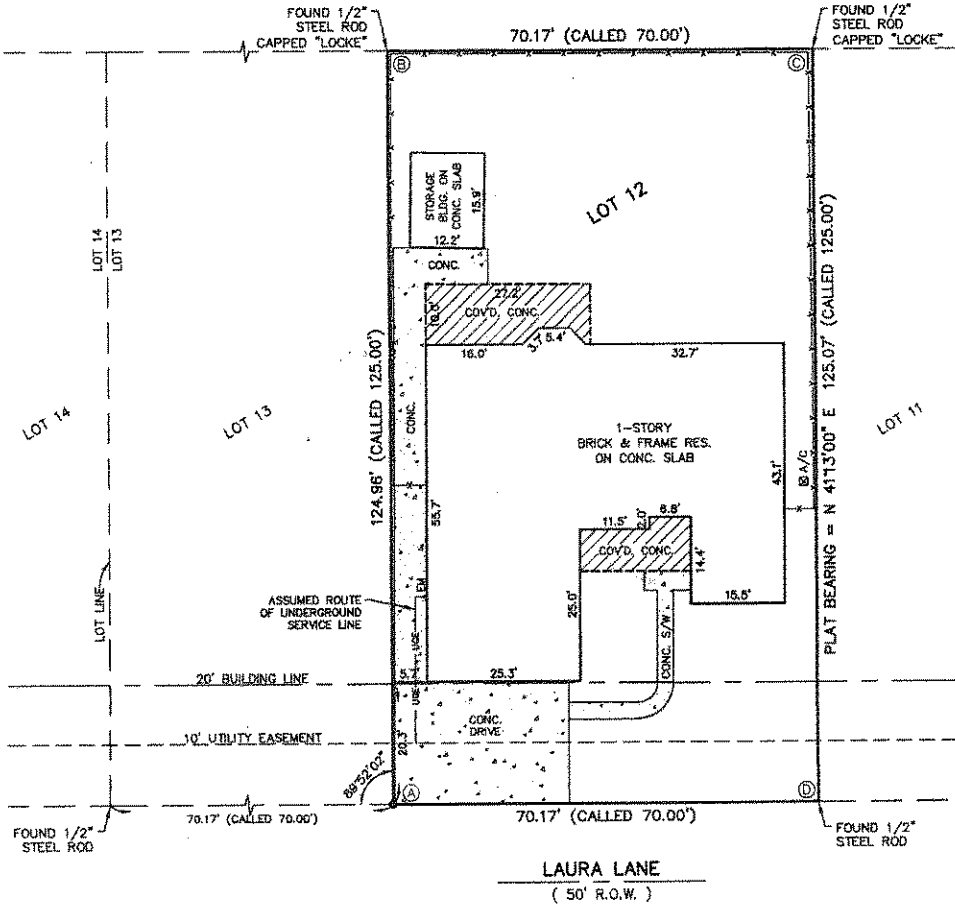 FOUND 1/2"
STEEL ROD
CAPPED "LOCKE"
70.17' (CALLED 70.00')
FOUND 1/2"
STEEL ROD
CAPPED "LOCKE"
B
C
STORAGE
BLDG. ON
CONC. SLAB
15.9'
12.2'
LOT 12
LOT 14
LOT 13
CONC.
27.2'
COV'D. CONC.
16.0'
3.7'
5.4'
32.7'
124.96' (CALLED 125.00')
CONC.
LOT 14
LOT 13
LOT 11
1-STORY
BRICK & FRAME RES.
ON CONC. SLAB
43.1'
A/C
PLAT BEARING = N 41°13'00" E 125.07' (CALLED 125.00')
55.7'
11.5'
2.0'
COV'D. CONC.
14.4'
EM
ASSUMED ROUTE
OF UNDERGROUND
SERVICE LINE
UGE
UGE
25.0'
15.5'
CONC. S/W
LOT LINE
20' BUILDING LINE
25.3'
CONC.
DRIVE
10' UTILITY EASEMENT
20.3'
89°52'02"
A
D
70.17' (CALLED 70.00')
70.17' (CALLED 70.00')
FOUND 1/2"
STEEL ROD
FOUND 1/2"
STEEL ROD
LAURA LANE
( 50' R.O.W. )